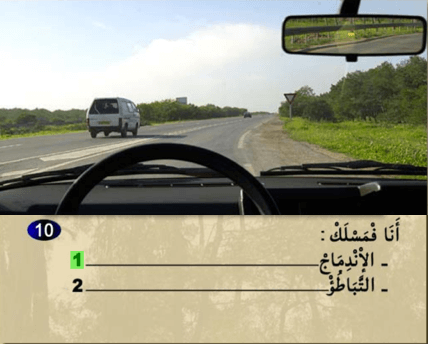 10
أَنَا فْمَسْلَكْ :
- الإْنْدِمَاجْ 1
- التَّبَاطُؤْ 2